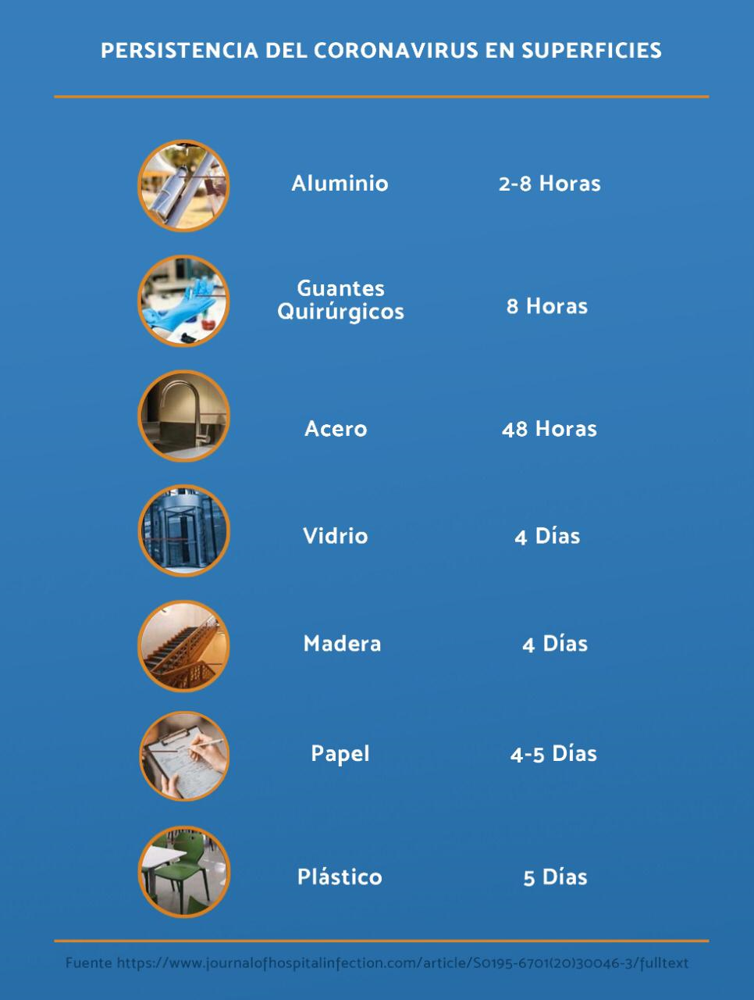 PERSISTENCIA DEL CORONAVIRUS EN SUPERFICIES
Aluminio 2-8 Horas
Guantes
Quirúrgicos 8 Horas
Acero 48 Horas
Vidrio 4 Días
Madera 4 Días
Papel 4-5 Días
Plástico 5 Días
Fuente https://www.journalofhospitalinfection.com/article/S0195-6701(20)30046-3/fulltext